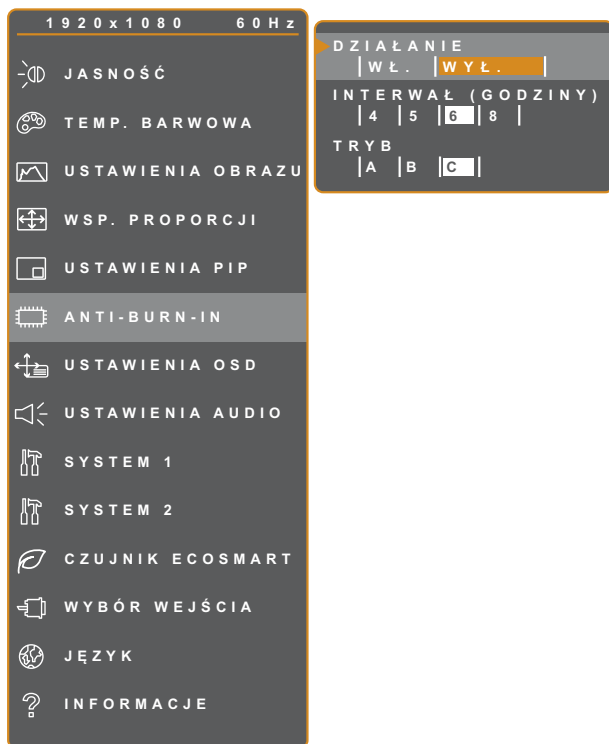 1920x1080 60Hz
JASNOŚĆ
TEMP. BARWOWA
USTAWIENIA OBRAZU
WSP. PROPORCJI
USTAWIENIA PIP
ANTI-BURN-IN
USTAWIENIA OSD
USTAWIENIA AUDIO
SYSTEM 1
SYSTEM 2
CZUJNIK ECOSMART
WYBÓR WEJŚCIA
JĘZYK
INFORMACJE
DZIAŁANIE
WŁ. WYŁ.
INTERWAŁ (GODZINY)
4 5 6 8
TRYB
A B C